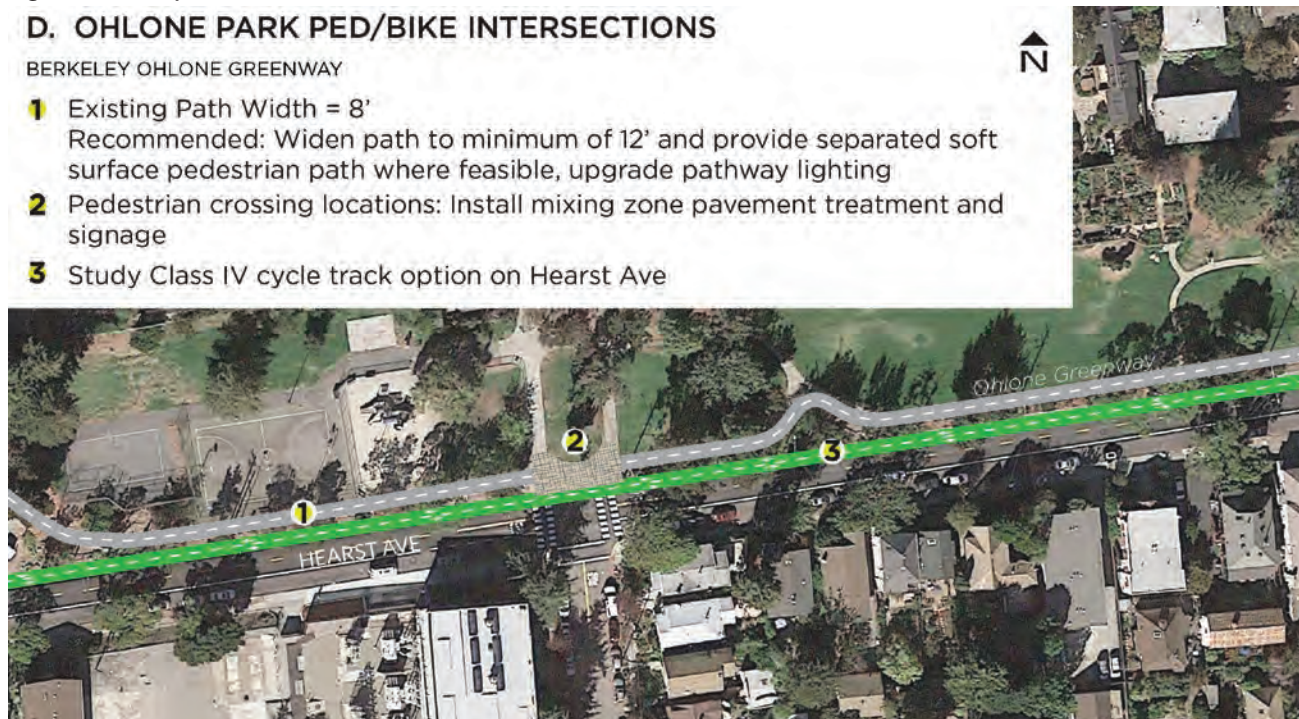 D. OHLONE PARK PED/BIKE INTERSECTIONS
N
BERKELEY OHLONE GREENWAY
1 Existing Path Width = 8'
Recommended: Widen path to minimum of 12' and provide separated soft
surface pedestrian path where feasible, upgrade pathway lighting
2 Pedestrian crossing locations: Install mixing zone pavement treatment and
signage
3 Study Class IV cycle track option on Hearst Ave
Ohlone Greenway
2
3
1
HEARST AVE